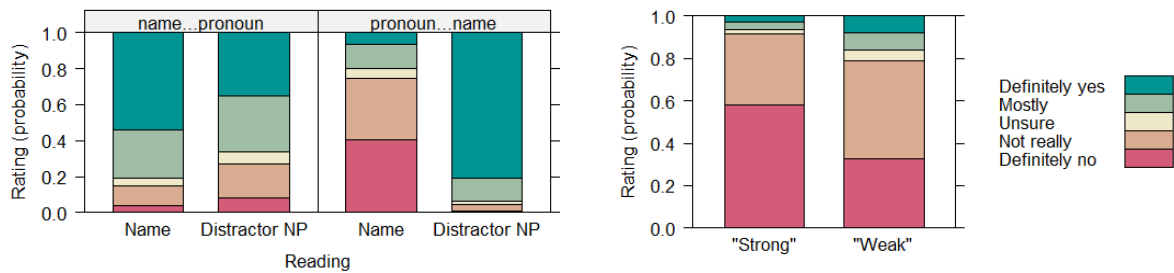 name...pronoun
pronoun...name
Rating (probability)
1.0
0.8
0.6
0.4
0.2
0.0
Name
Distractor NP
Name
Distractor NP
Reading
Rating (probability)
1.0
0.8
0.6
0.4
0.2
0.0
"Strong"
"Weak"
Definitely yes
Mostly
Unsure
Not really
Definitely no